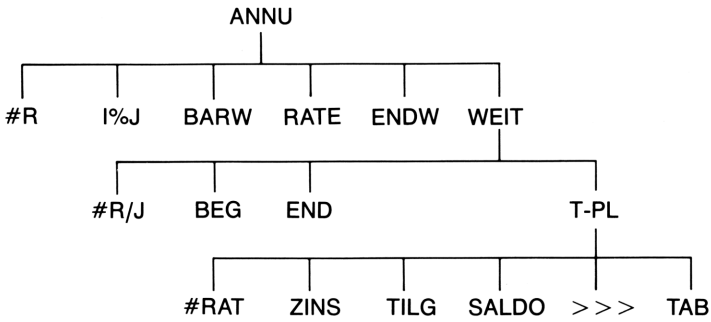 ANNU
#R I%J BARW RATE ENDW WEIT
#R/J BEG END T-PL
#RAT ZINS TILG SALDO >>> TAB